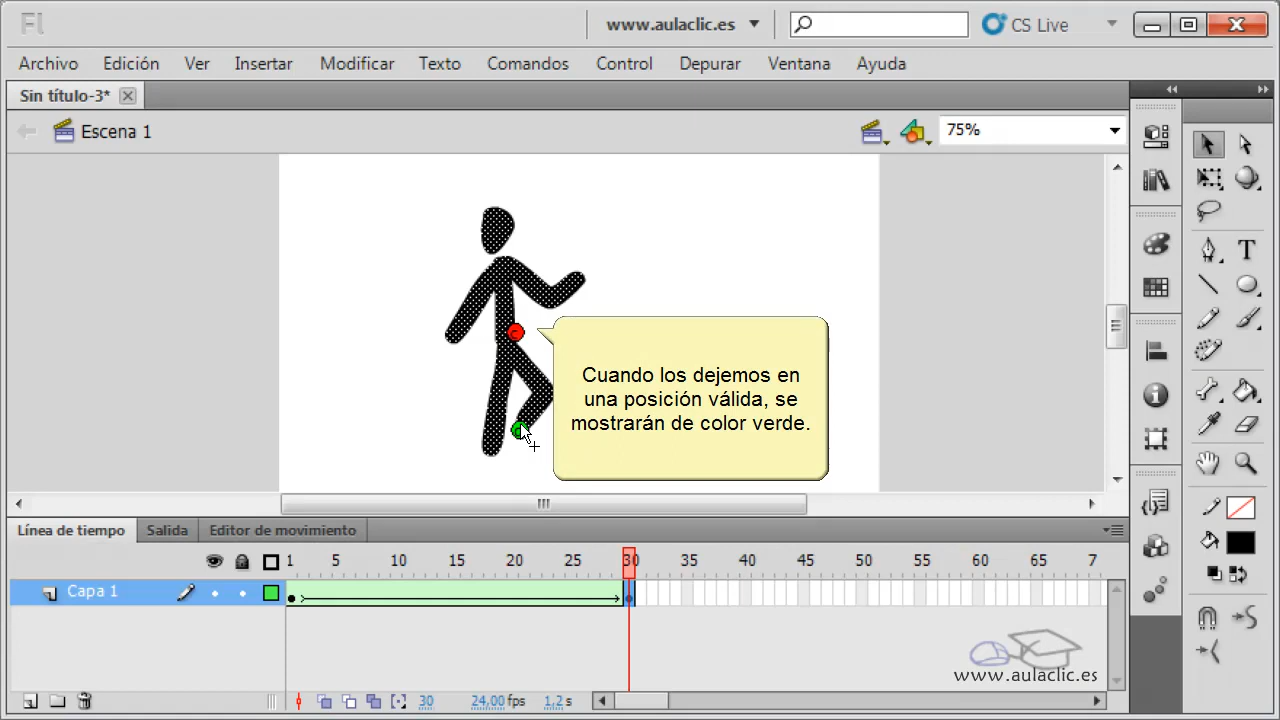 Fl
www.aulaclic.es
CS Live
Archivo Edición Ver Insertar Modificar Texto Comandos Control Depurar Ventana Ayuda
Sin título-3*
Escena 1
75%
Cuando los dejemos en
una posición válida, se
mostrarán de color verde.
Línea de tiempo Salida Editor de movimiento
1 5 10 15 20 25 30 35 40 45 50 55 60 65 7
Capa 1
www.aulaclic.es
30 24,00 fps 1,2 s